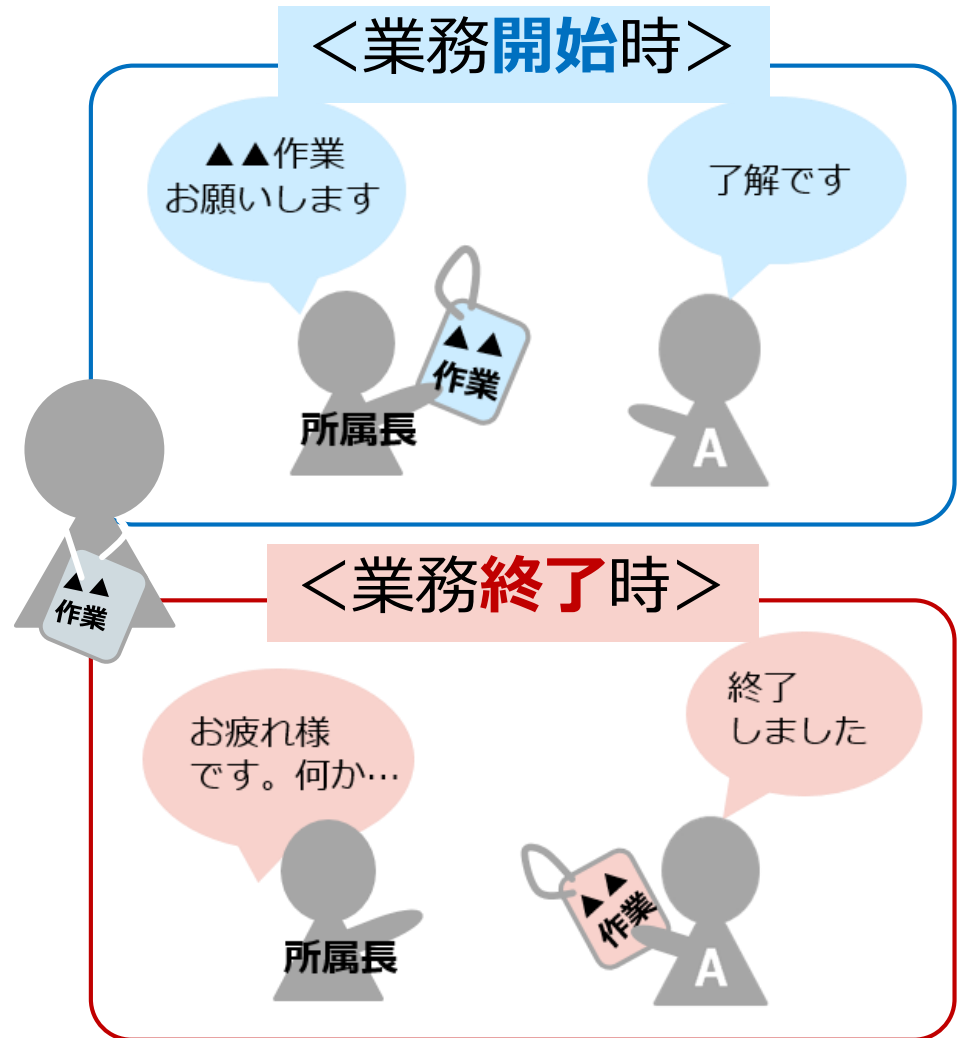 ＜業務開始時＞
▲▲作業
お願いします
了解です
▲▲
作業
所属長
A
▲▲
作業
＜業務終了時＞
お疲れ様
です。何か…
終了
しました
▲▲
作業
所属長
A